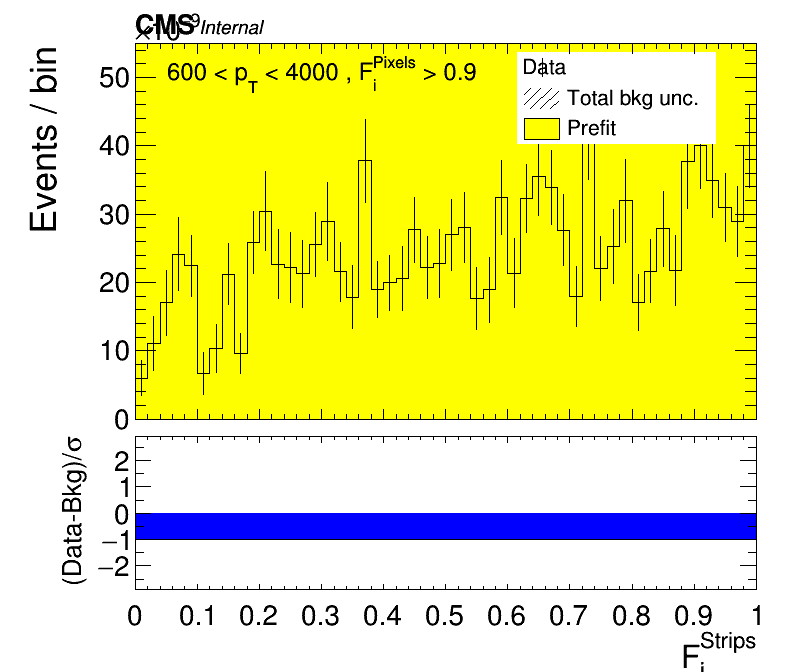 CMS Internal
×10⁻⁹
Events / bin
600 < p_T < 4000 , F_i^Pixels > 0.9
Data
Total bkg unc.
Prefit
50
40
30
20
10
0
(Data-Bkg)/σ
2
1
0
−1
−2
0 0.1 0.2 0.3 0.4 0.5 0.6 0.7 0.8 0.9 1
F_i^Strips